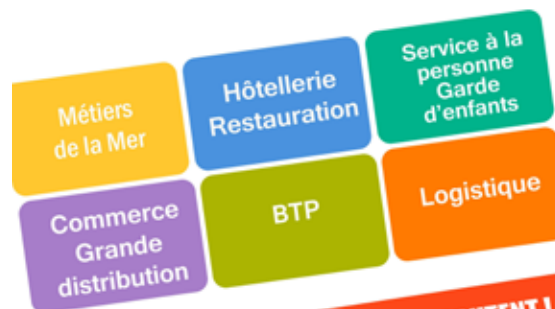 Métiers
de la Mer
Hôtellerie
Restauration
Service à la
personne
Garde
d'enfants
Commerce
Grande
distribution
BTP
Logistique